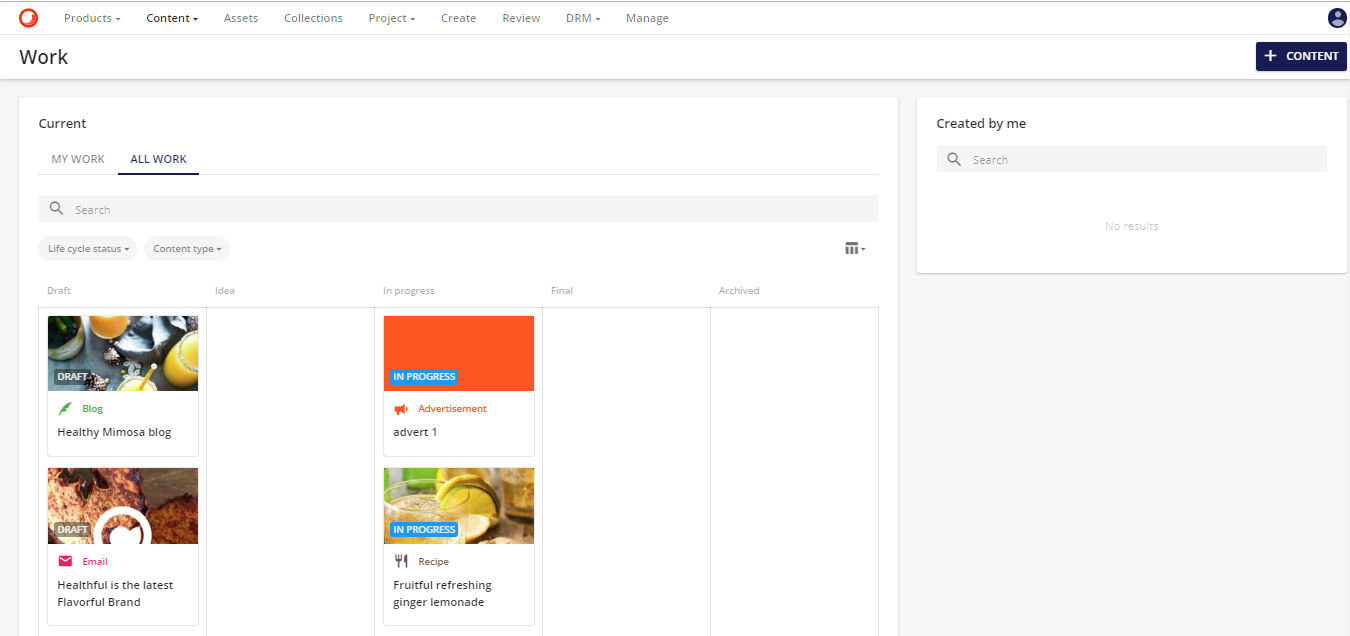 Products Content Assets Collections Project Create Review DRM Manage
Work
CONTENT
Current
MY WORK ALL WORK
Search
Life cycle status Content type
Draft Idea In progress Final Archived
DRAFT
Blog
Healthy Mimosa blog
DRAFT
Email
Healthful is the latest
Flavorful Brand
IN PROGRESS
Advertisement
advert 1
IN PROGRESS
Recipe
Fruitful refreshing
ginger lemonade
Created by me
Search
No results